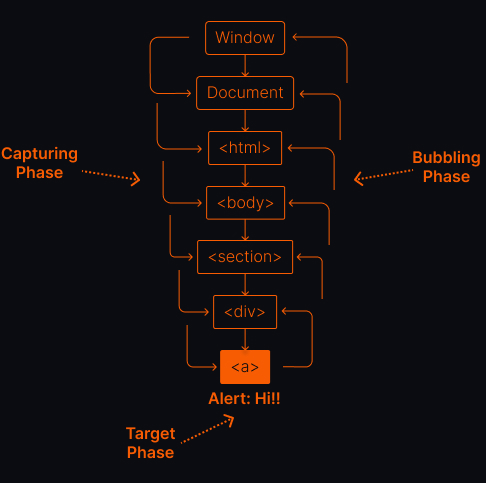 Window
Document
<html>
Capturing
Phase
Bubbling
Phase
<body>
<section>
<div>
<a>
Alert: Hi!!
Target
Phase